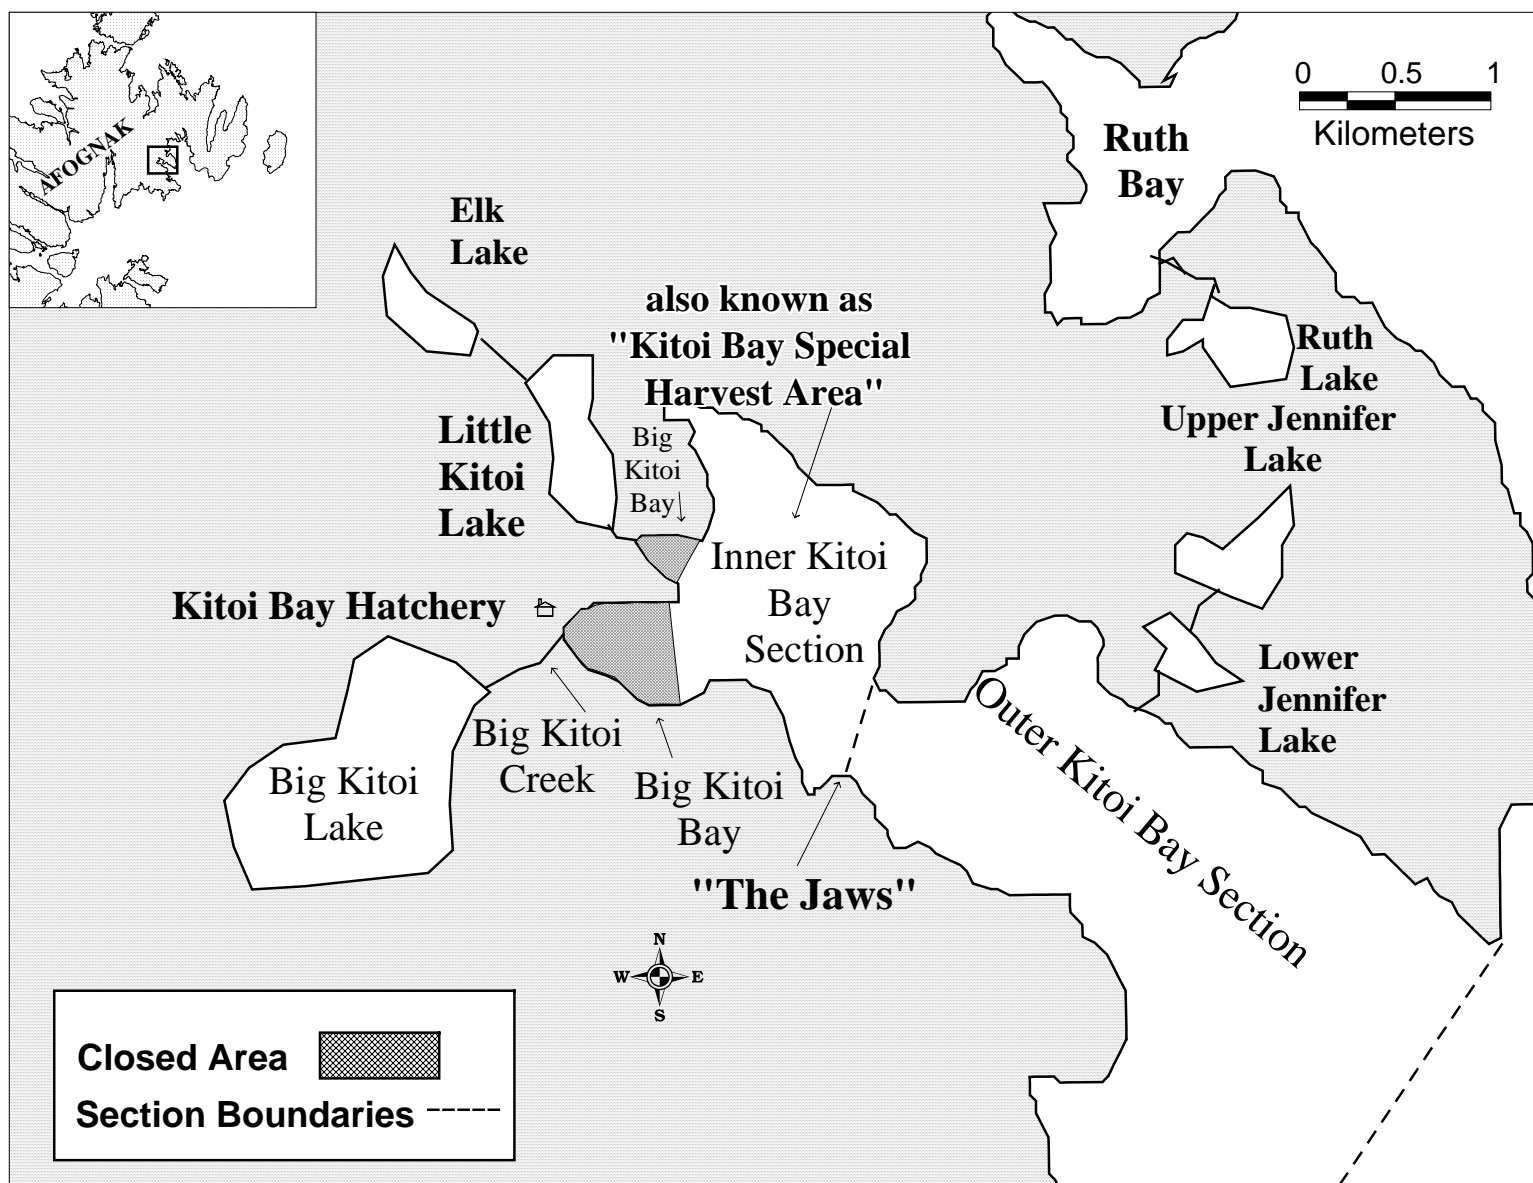 AFOGNAK
0 0.5 1
Kilometers
Ruth
Bay
Elk
Lake
also known as
"Kitoi Bay Special
Harvest Area"
Ruth
Lake
Upper Jennifer
Lake
Little
Kitoi
Lake
Big
Kitoi
Bay
Inner Kitoi
Bay
Section
Kitoi Bay Hatchery
Lower
Jennifer
Lake
Outer Kitoi Bay Section
Big Kitoi
Creek
Big Kitoi
Lake
Big Kitoi
Bay
"The Jaws"
N
W E
S
Closed Area
Section Boundaries